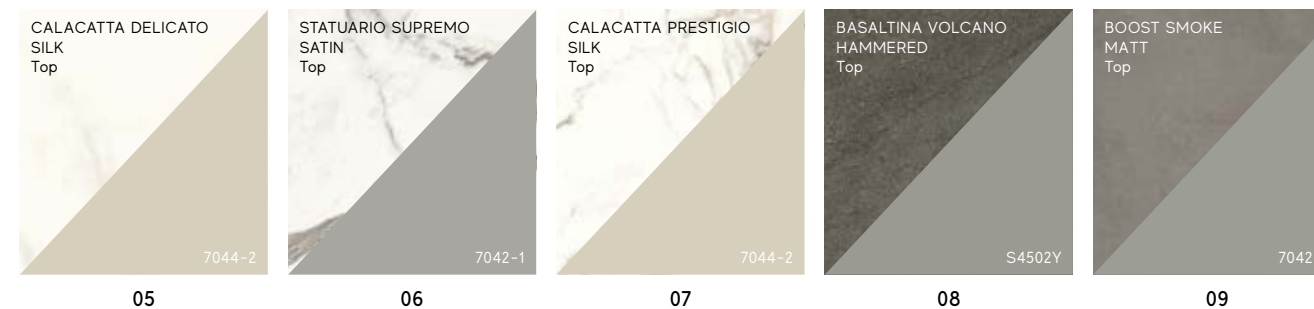 CALACATTA DELICATO
SILK
Top
7044-2
05
STATUARIO SUPREMO
SATIN
Top
7042-1
06
CALACATTA PRESTIGIO
SILK
Top
7044-2
07
BASALTINA VOLCANO
HAMMERED
Top
S4502Y
08
BOOST SMOKE
MATT
Top
7042
09